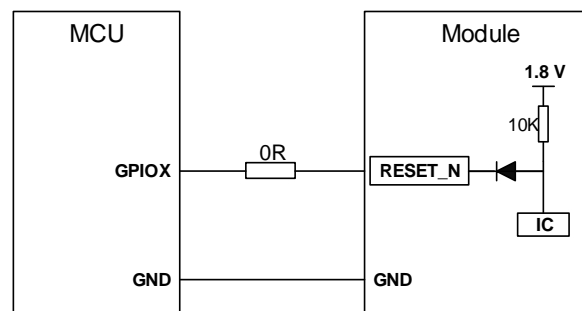 MCU
Module
1.8 V
10K
0R
GPIOX
RESET_N
IC
GND
GND